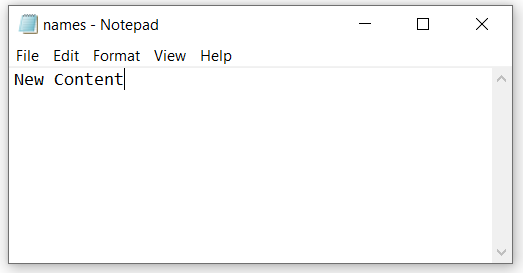 names - Notepad
File Edit Format View Help
New Content